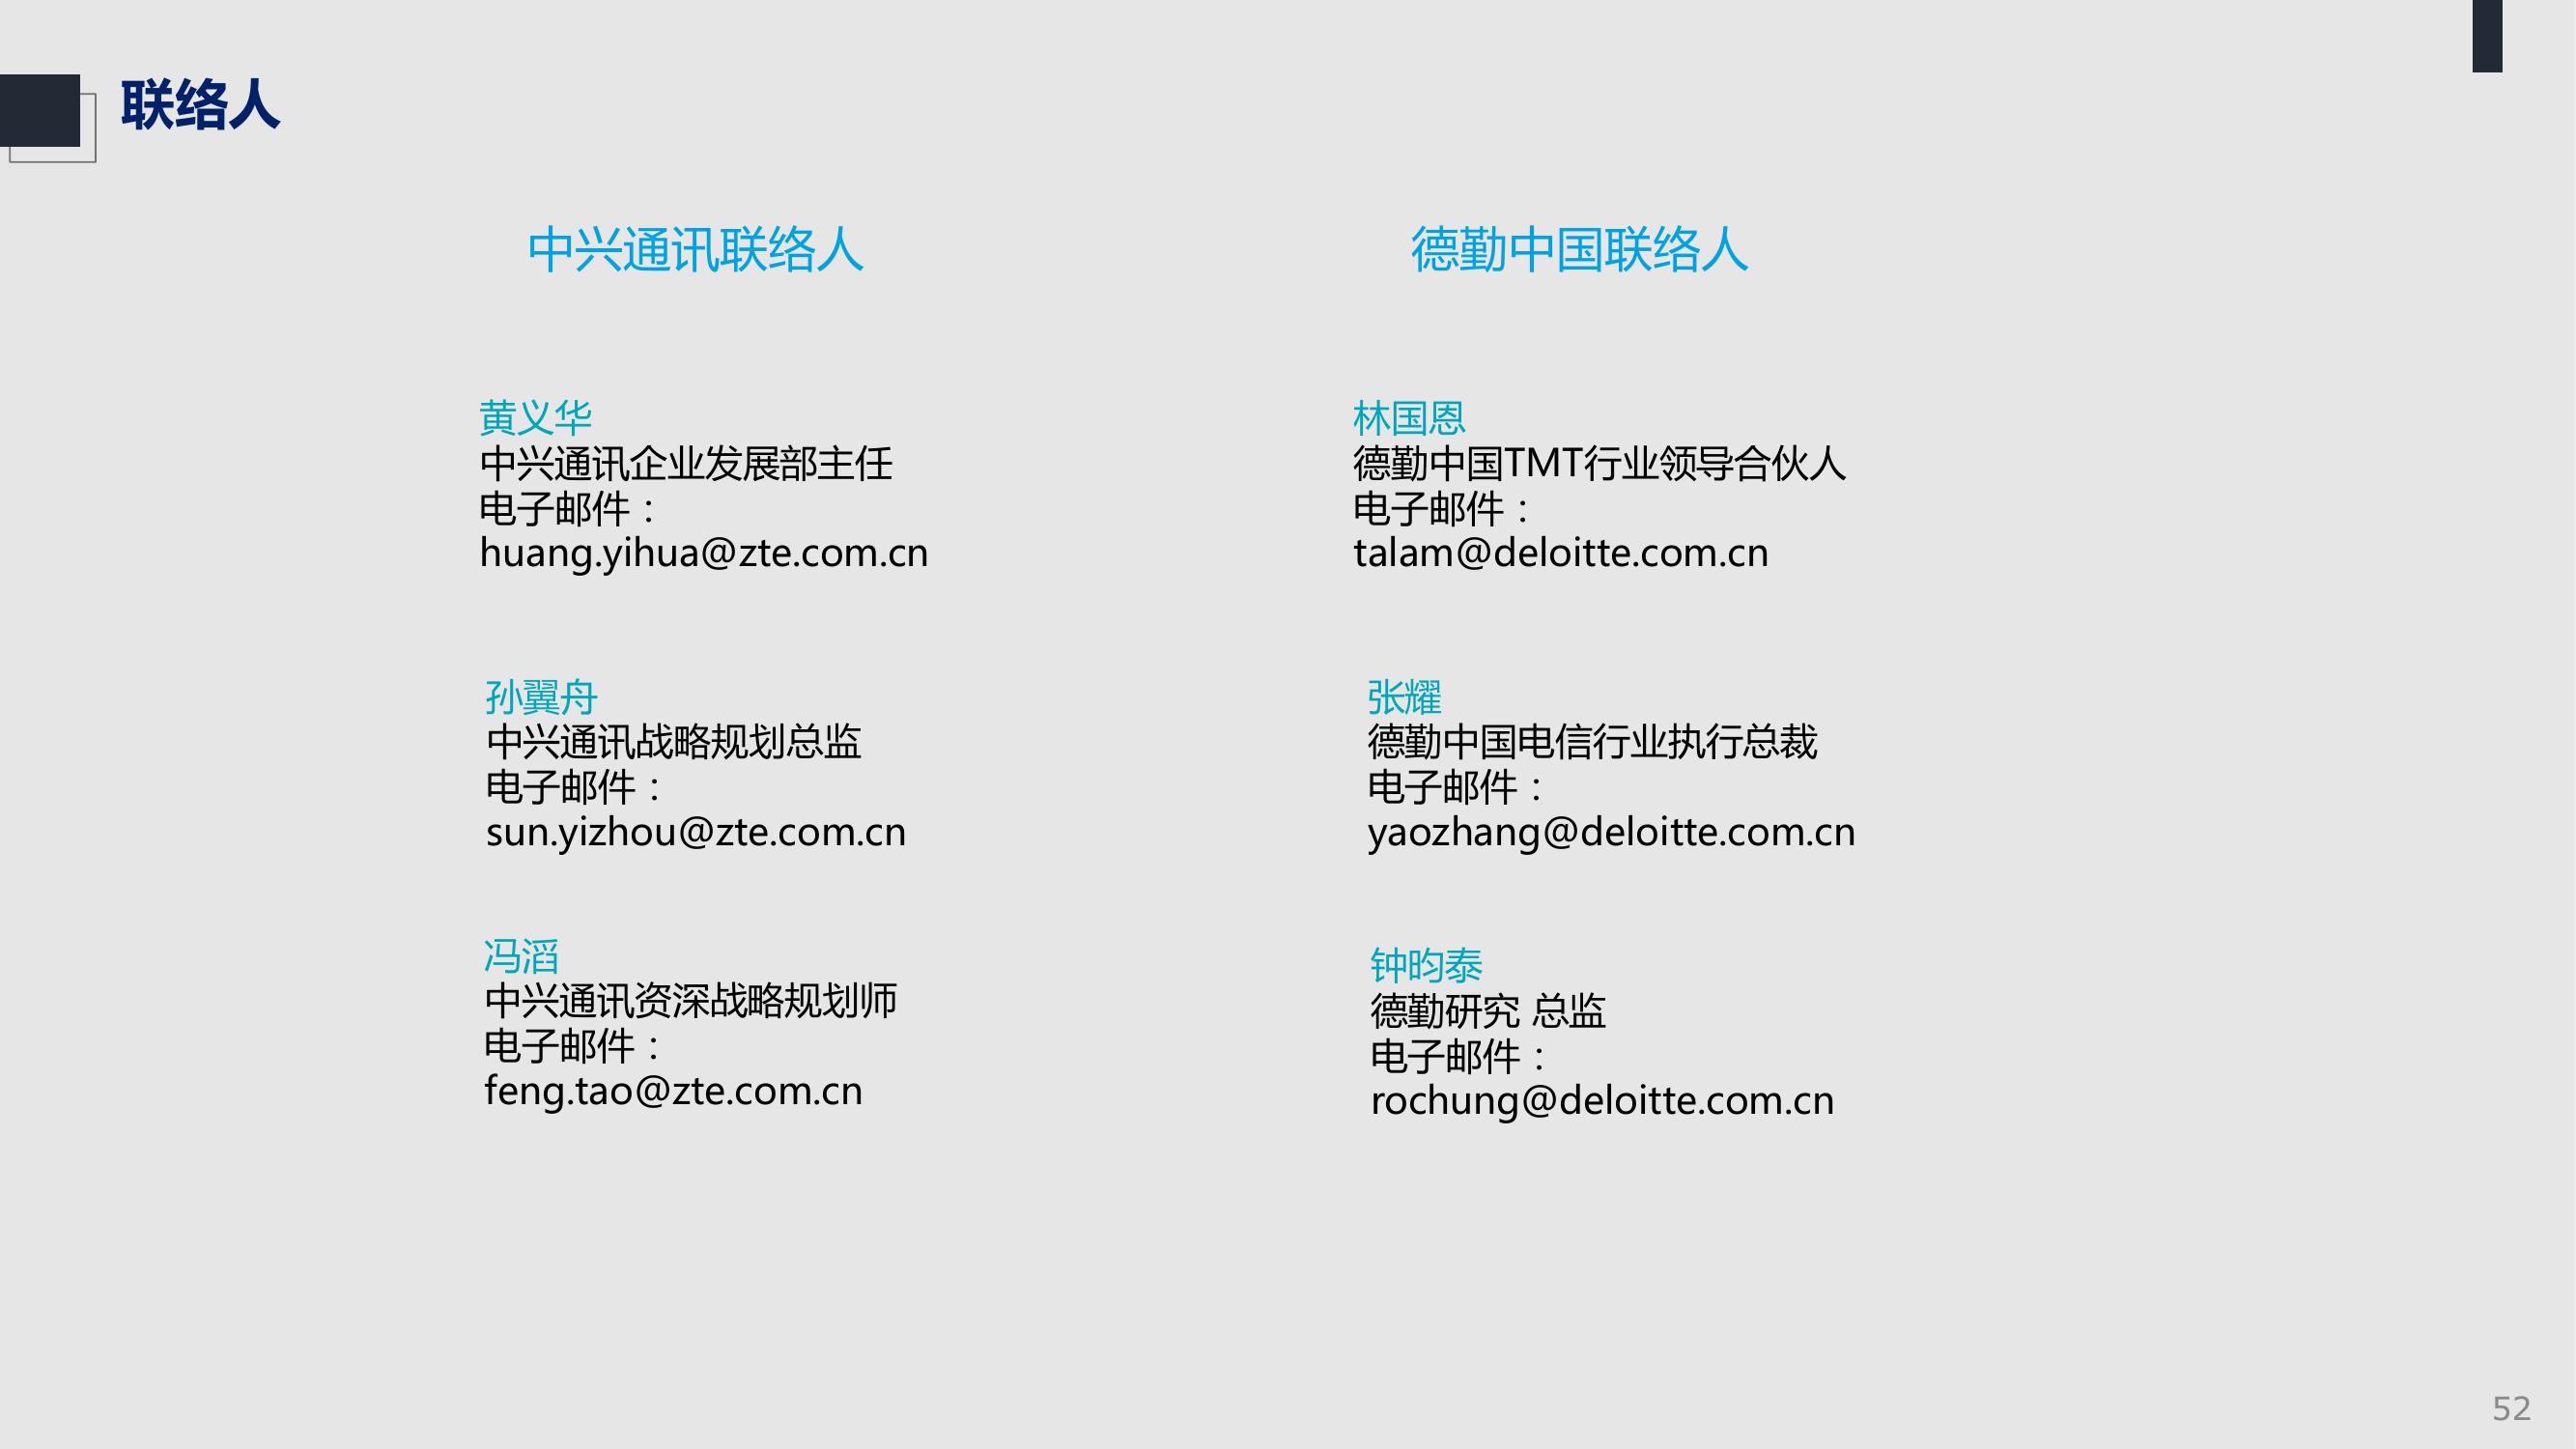 联络人
中兴通讯联络人
黄义华
中兴通讯企业发展部主任
电子邮件：
huang.yihua@zte.com.cn
孙翼舟
中兴通讯战略规划总监
电子邮件：
sun.yizhou@zte.com.cn
冯滔
中兴通讯资深战略规划师
电子邮件：
feng.tao@zte.com.cn
德勤中国联络人
林国恩
德勤中国TMT行业领导合伙人
电子邮件：
talam@deloitte.com.cn
张耀
德勤中国电信行业执行总裁
电子邮件：
yaozhang@deloitte.com.cn
钟昀泰
德勤研究 总监
电子邮件：
rochung@deloitte.com.cn
52